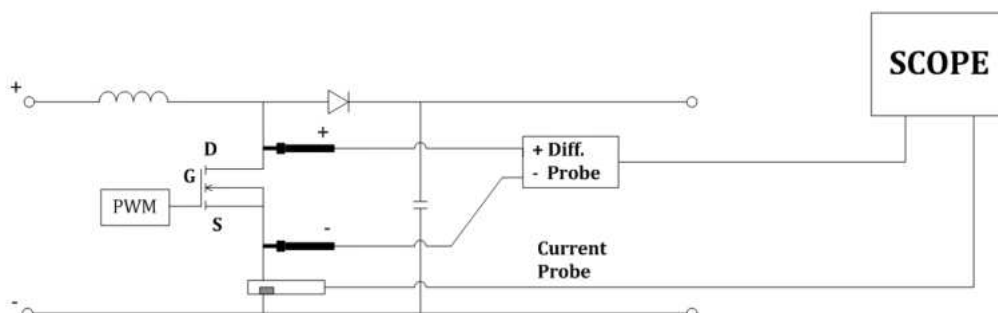 SCOPE
+
+
D
+ Diff.
- Probe
G
PWM
S
-
Current
Probe
-